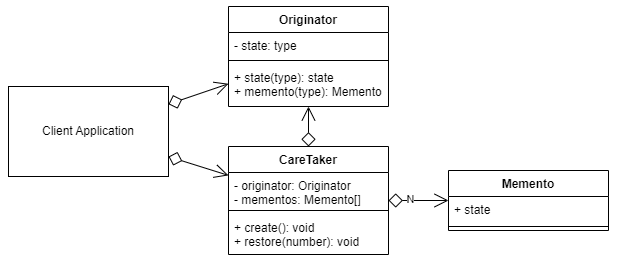 Originator
- state: type
+ state(type): state
+ memento(type): Memento
Client Application
CareTaker
- originator: Originator
- mementos: Memento[]
+ create(): void
+ restore(number): void
N
Memento
+ state